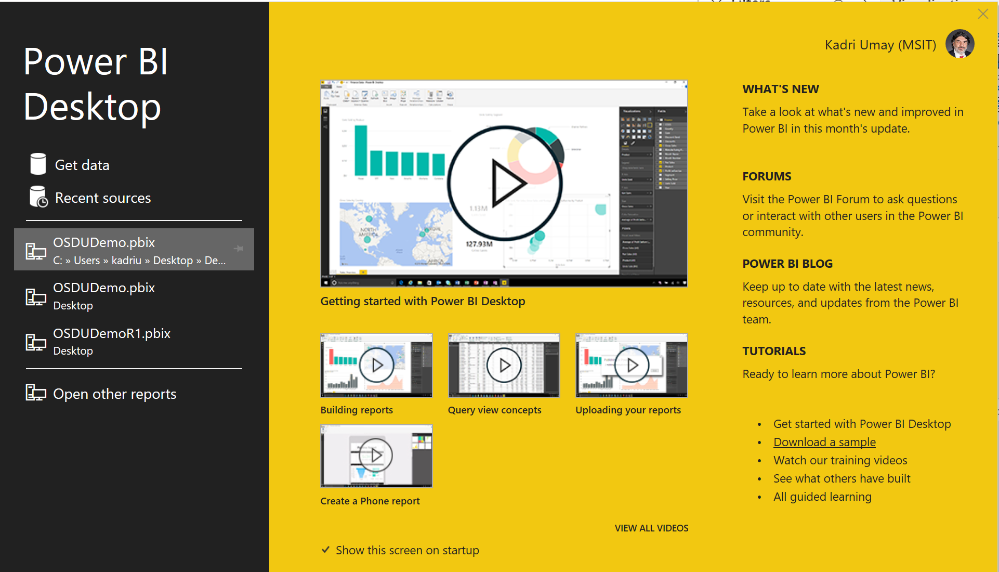 Power BI
Desktop
Get data
Recent sources
OSDUDemo.pbix
C: » Users » kadriu » Desktop » De...
OSDUDemo.pbix
Desktop
OSDUDemoR1.pbix
Desktop
Open other reports
Kadri Umay (MSIT)
1.13M
127.93M
NORTH
AMERICA
Getting started with Power BI Desktop
Building reports
Query view concepts
Uploading your reports
Create a Phone report
VIEW ALL VIDEOS
Show this screen on startup
WHAT'S NEW
Take a look at what's new and improved in
Power BI in this month's update.
FORUMS
Visit the Power BI Forum to ask questions
or interact with other users in the Power BI
community.
POWER BI BLOG
Keep up to date with the latest news,
resources, and updates from the Power BI
team.
TUTORIALS
Ready to learn more about Power BI?
• Get started with Power BI Desktop
• Download a sample
• Watch our training videos
• See what others have built
• All guided learning